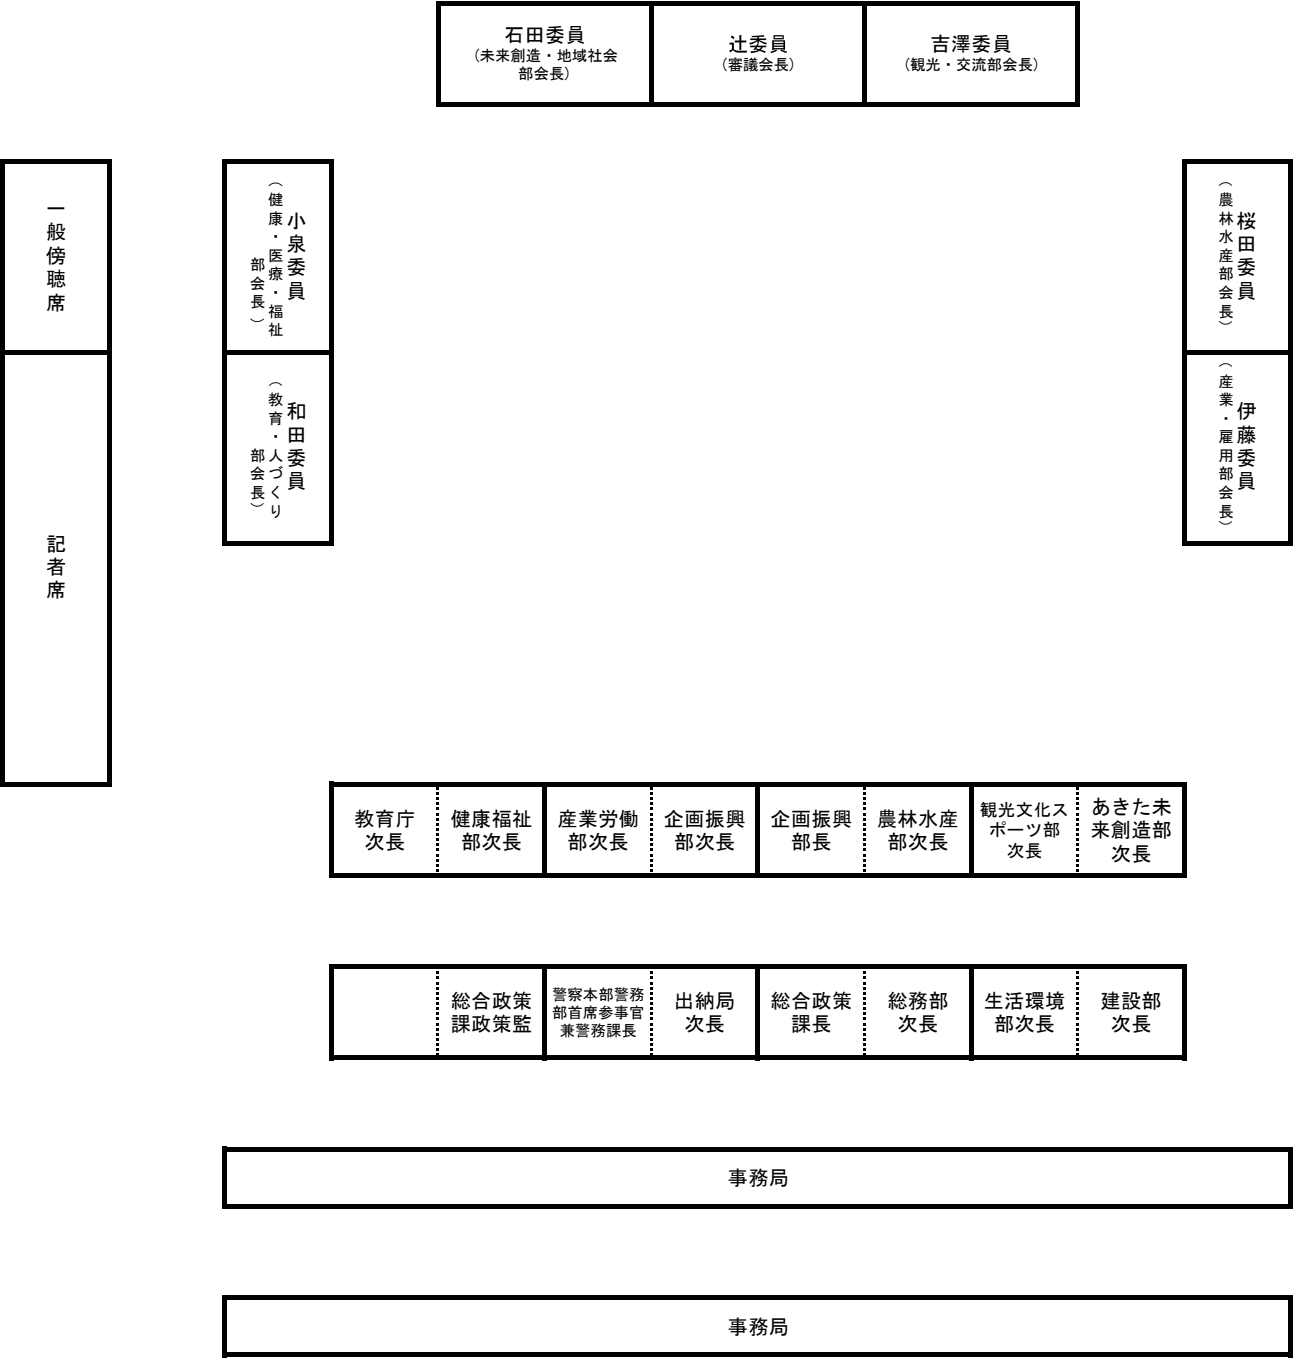 石田委員
（未来創造・地域社会
部会長）
辻委員
（審議会長）
吉澤委員
（観光・交流部会長）
一般傍聴席
記者席
小泉委員
（健康・医療・福祉
部会長）
和田委員
（教育・人づくり
部会長）
桜田委員
（農林水産部会長）
伊藤委員
（産業・雇用部会長）
教育庁
次長
健康福祉
部次長
産業労働
部次長
企画振興
部次長
企画振興
部長
農林水産
部次長
観光文化ス
ポーツ部
次長
あきた未
来創造部
次長
総合政策
課政策監
警察本部警務
部首席参事官
兼警務課長
出納局
次長
総合政策
課長
総務部
次長
生活環境
部次長
建設部
次長
事務局
事務局